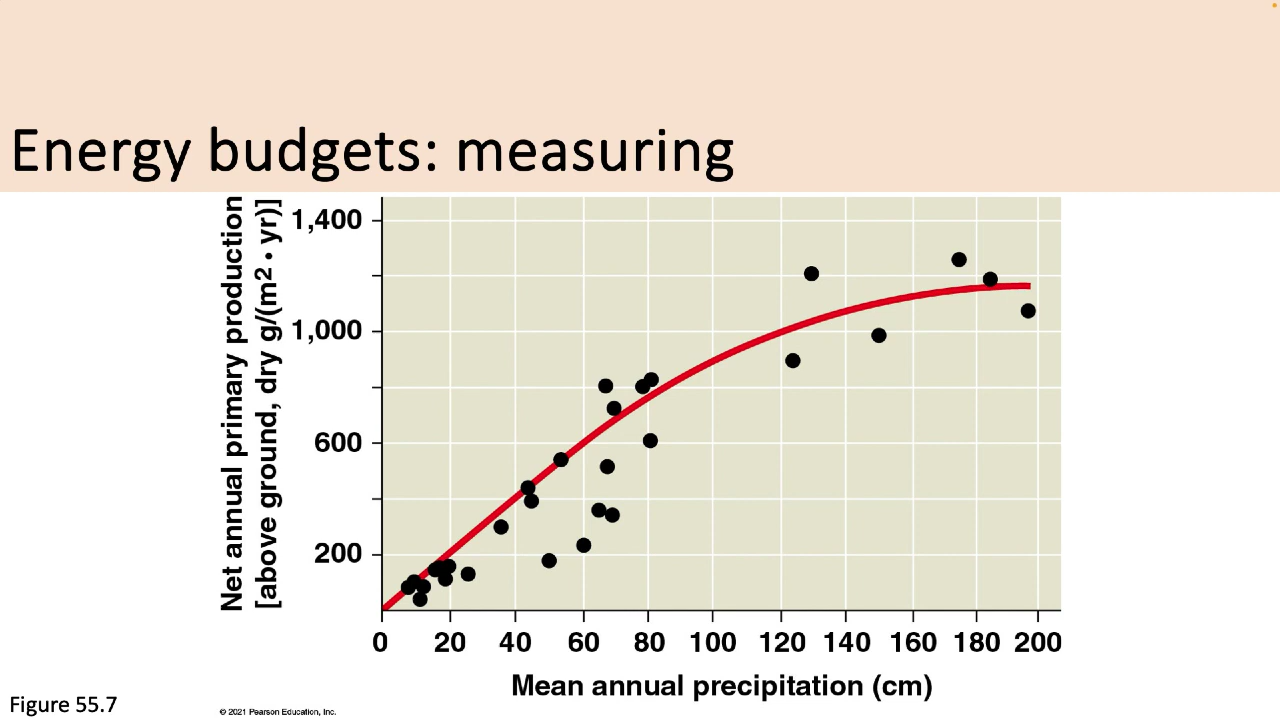 Energy budgets: measuring
Net annual primary production
[above ground, dry g/(m2 • yr)]
1,400
1,000
600
200
0 20 40 60 80 100 120 140 160 180 200
Mean annual precipitation (cm)
Figure 55.7
© 2021 Pearson Education, Inc.